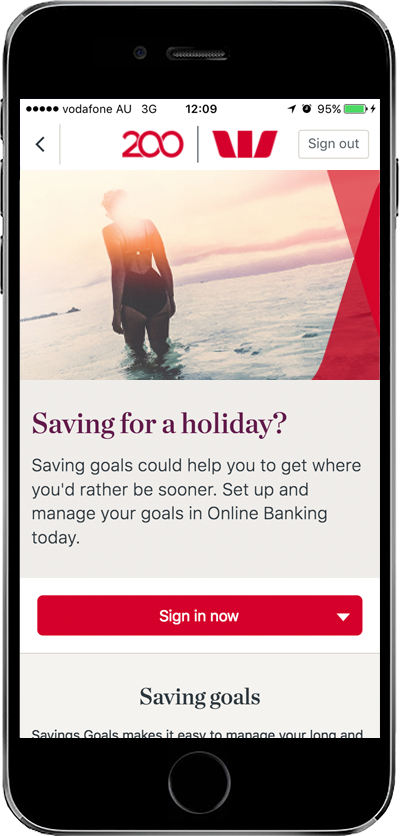 vodafone AU 3G 12:09 95%
200 Sign out
Saving for a holiday?
Saving goals could help you to get where
you'd rather be sooner. Set up and
manage your goals in Online Banking
today.
Sign in now
Saving goals
Savings Goals makes it easy to manage your long and